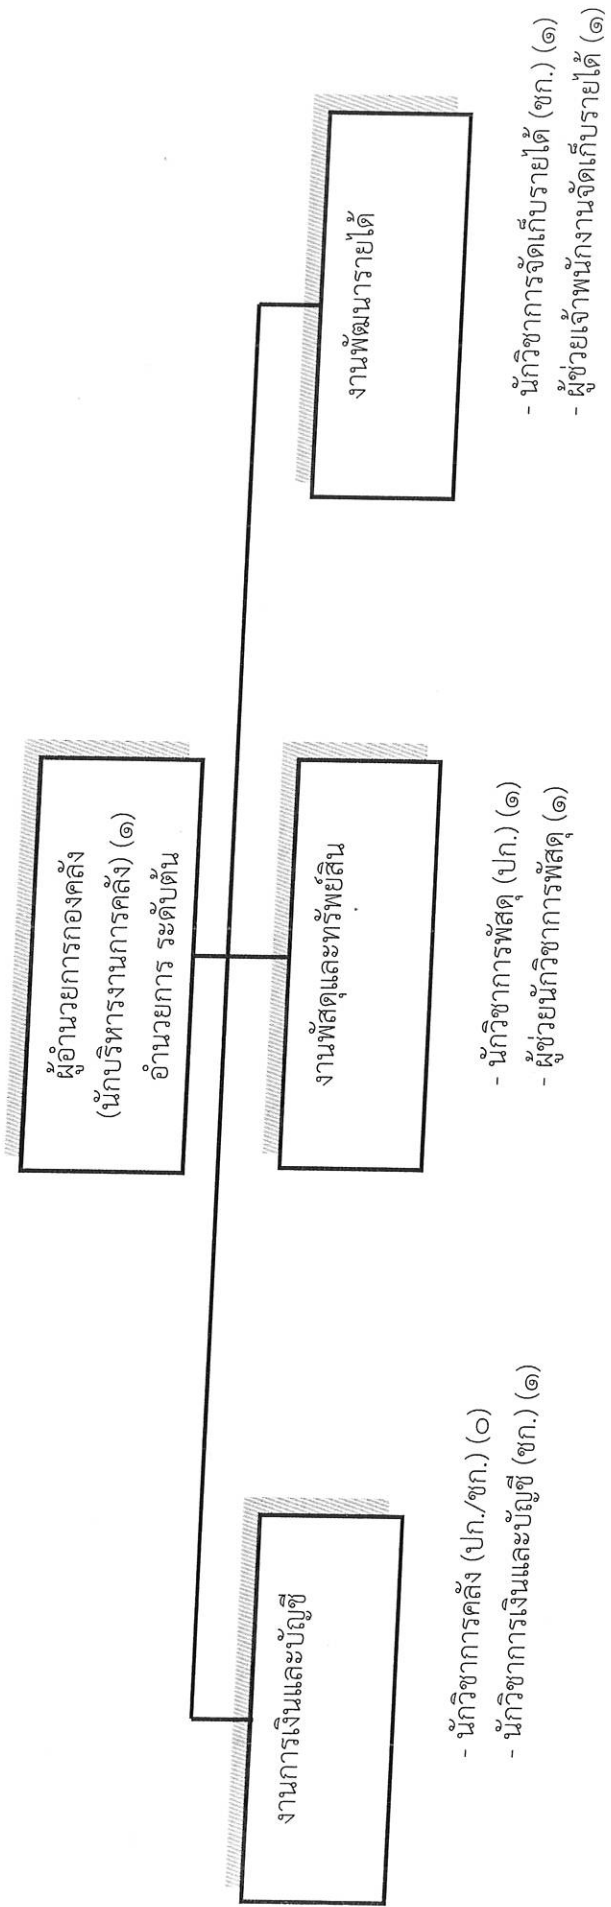 ผู้อำนวยการกองคลัง
(นักบริหารงานการคลัง) (๑)
อำนวยการ ระดับต้น
งานการเงินและบัญชี
- นักวิชาการคลัง (ปก./ชก.) (๐)
- นักวิชาการเงินและบัญชี (ชก.) (๑)
งานพัสดุและทรัพย์สิน
- นักวิชาการพัสดุ (ปก.) (๑)
- ผู้ช่วยนักวิชาการพัสดุ (๑)
งานพัฒนารายได้
- นักวิชาการจัดเก็บรายได้ (ชก.) (๑)
- ผู้ช่วยเจ้าพนักงานจัดเก็บรายได้ (๑)